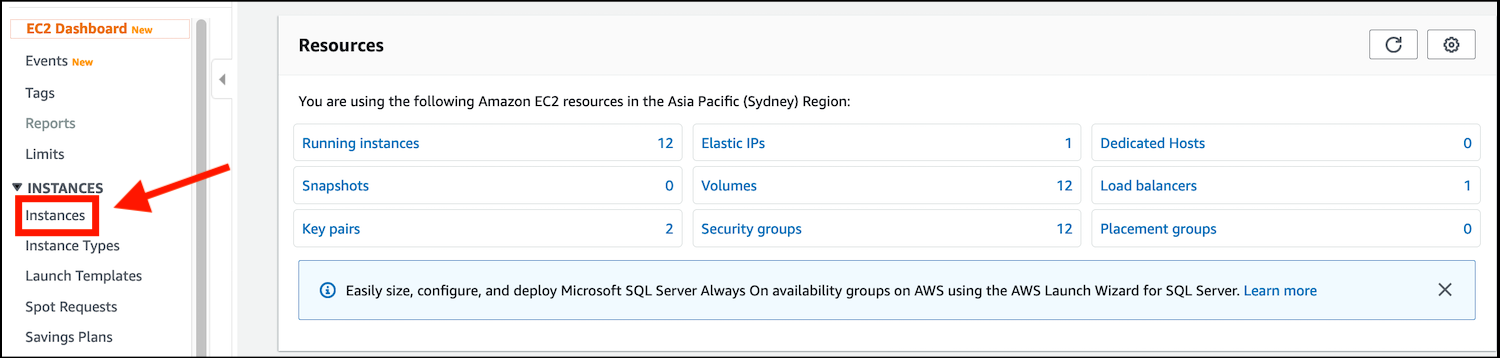 EC2 Dashboard New
Events New
Tags
Reports
Limits
INSTANCES
Instances
Instance Types
Launch Templates
Spot Requests
Savings Plans
Resources
You are using the following Amazon EC2 resources in the Asia Pacific (Sydney) Region:
Running instances 12 Elastic IPs 1 Dedicated Hosts 0
Snapshots 0 Volumes 12 Load balancers 1
Key pairs 2 Security groups 12 Placement groups 0
Easily size, configure, and deploy Microsoft SQL Server Always On availability groups on AWS using the AWS Launch Wizard for SQL Server. Learn more